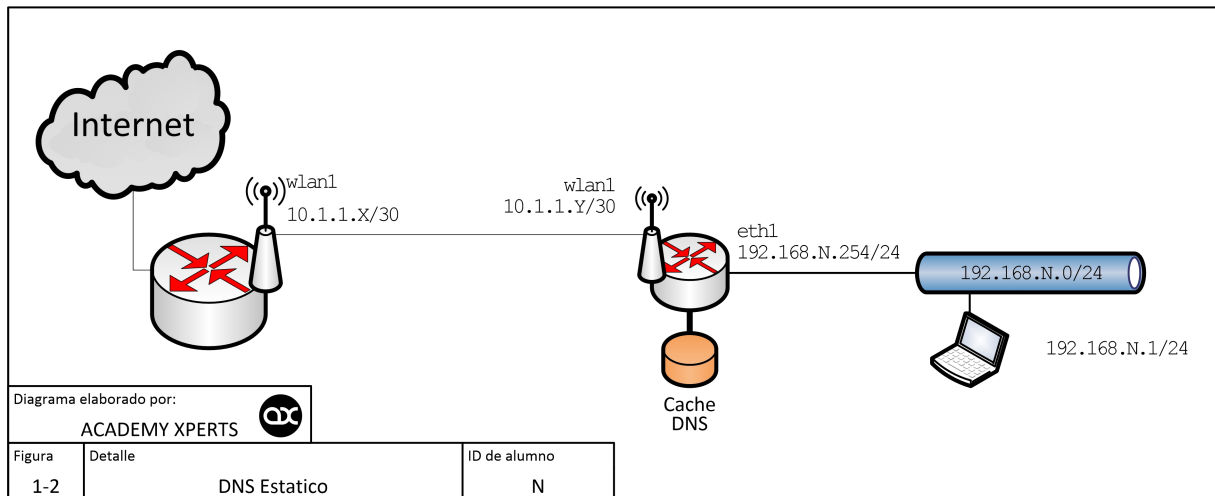 Internet
wlan1
10.1.1.X/30
wlan1
10.1.1.Y/30
eth1
192.168.N.254/24
192.168.N.0/24
192.168.N.1/24
Cache
DNS
Diagrama elaborado por:
ACADEMY XPERTS
ax
Figura
Detalle
ID de alumno
1-2
DNS Estatico
N